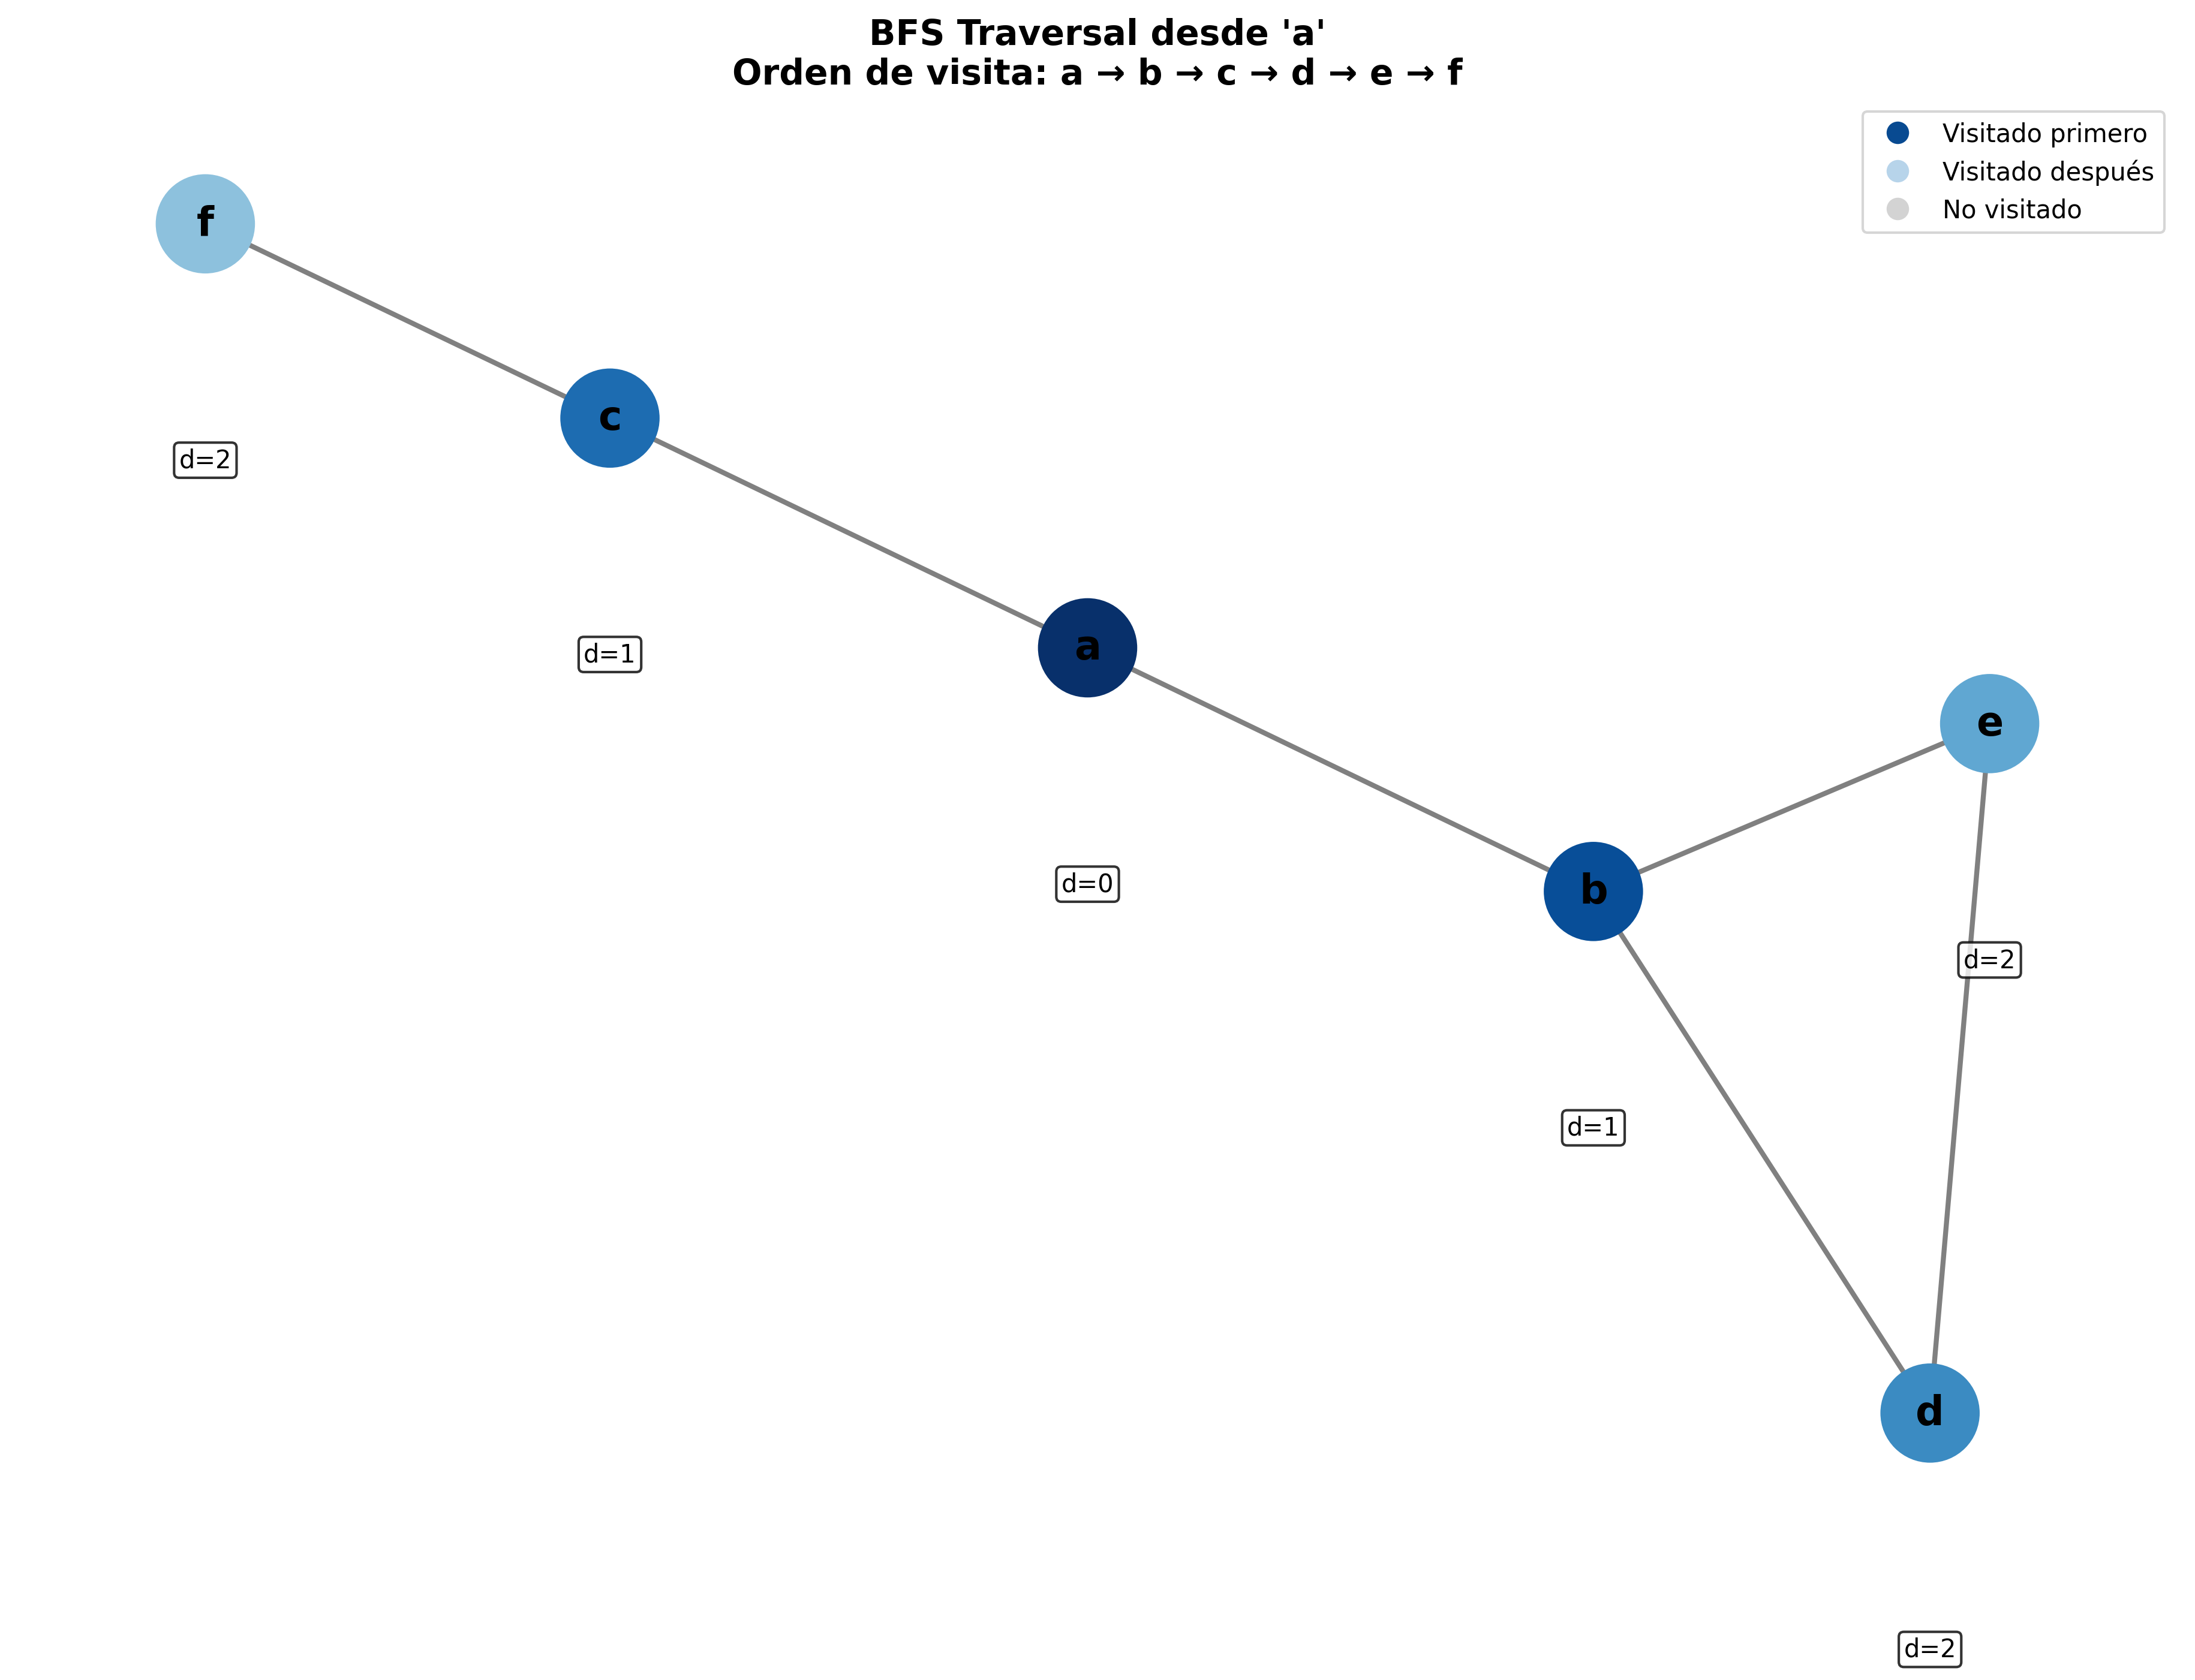 BFS Traversal desde 'a'
Orden de visita: a → b → c → d → e → f
Visitado primero
Visitado después
No visitado
f
c
d=2
a
d=1
e
d=0
b
d=2
d=1
d
d=2